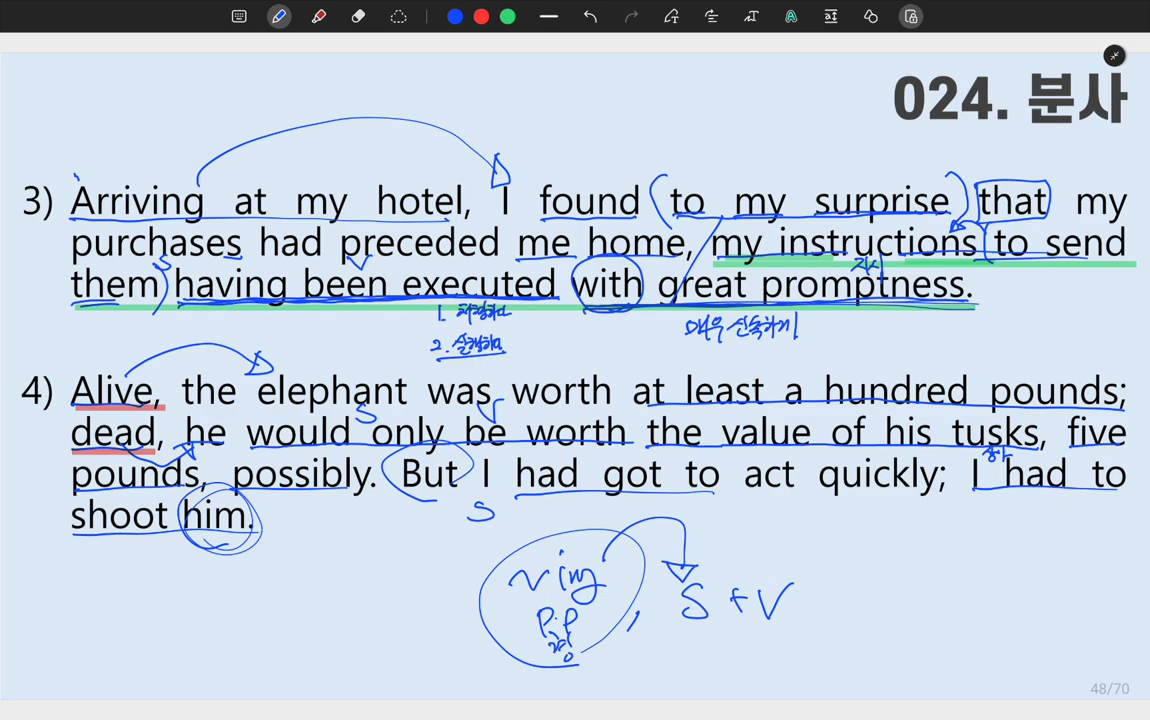 024. 분사
3) Arriving at my hotel, I found to my surprise that my
purchases had preceded me home, my instructions to send
them having been executed with great promptness.
S
V
1.
2. 실행하다
매우 신속하게
4) Alive, the elephant was worth at least a hundred pounds;
S
V
dead, he would only be worth the value of his tusks, five
상아
pounds, possibly. But I had got to act quickly; I had to
shoot him.
S
ving
p.p
형
, S + V
48/70